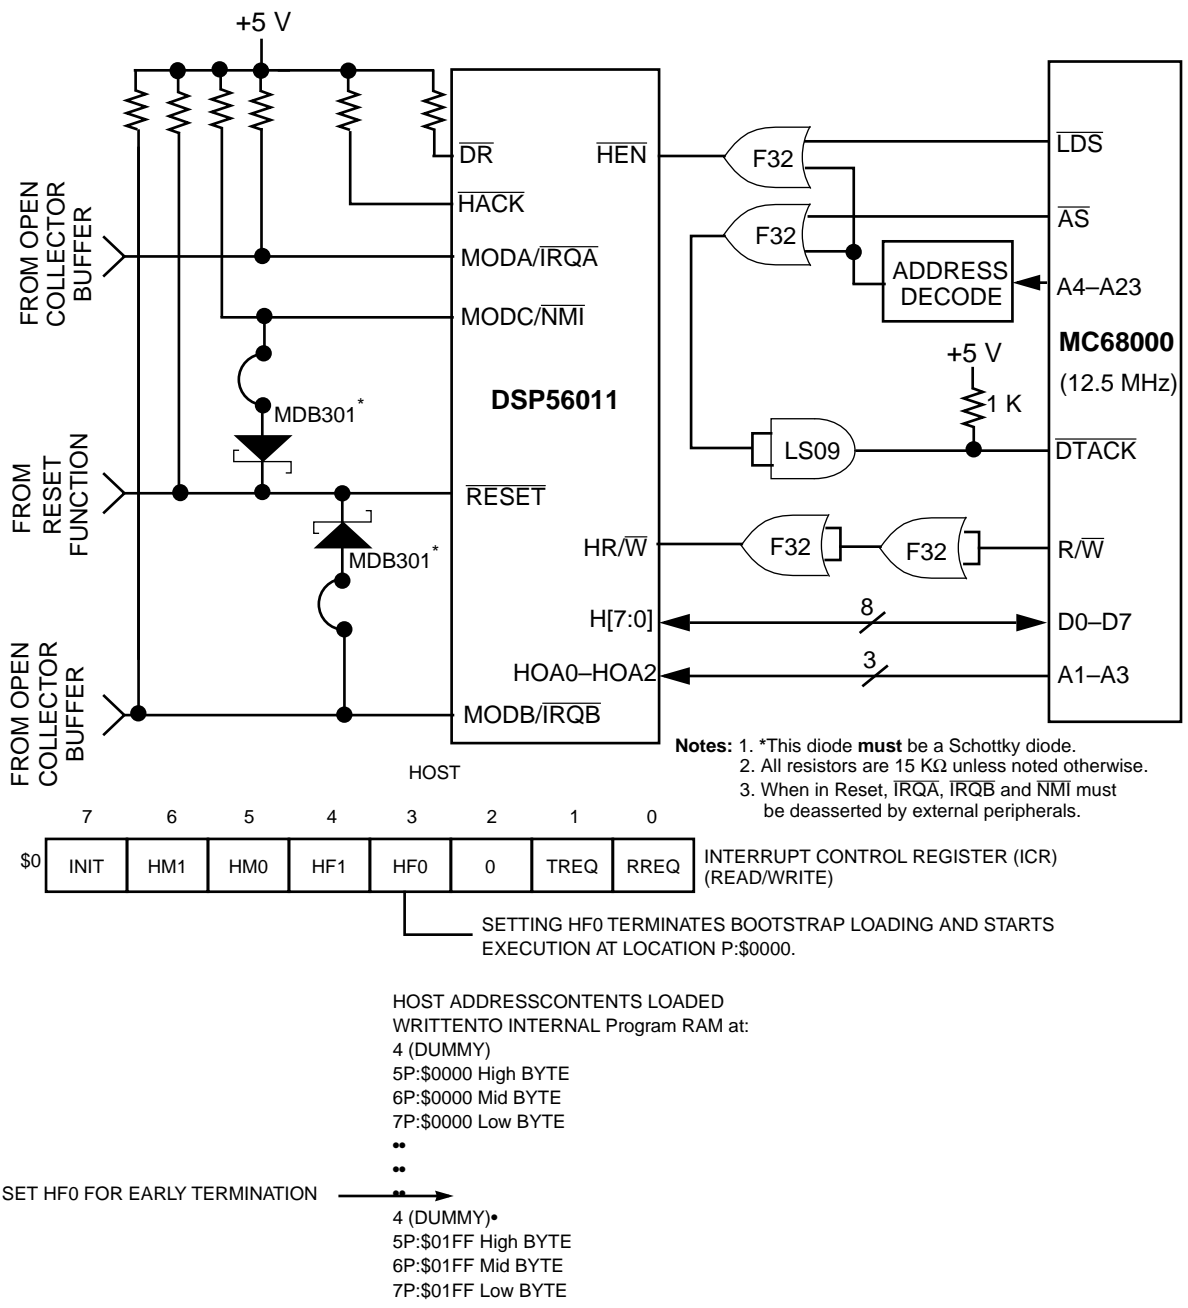 +5 V
DR
HEN
HACK
MODA/IRQA
MODC/NMI
DSP56011
RESET
HR/W
H[7:0]
HOA0–HOA2
MODB/IRQB
FROM OPEN
COLLECTOR
BUFFER
FROM
RESET
FUNCTION
FROM OPEN
COLLECTOR
BUFFER
MDB301*
MDB301*
F32
F32
ADDRESS
DECODE
+5 V
1 K
LS09
F32
F32
8
3
LDS
AS
A4–A23
MC68000
(12.5 MHz)
DTACK
R/W
D0–D7
A1–A3
Notes: 1. *This diode must be a Schottky diode.
2. All resistors are 15 KΩ unless noted otherwise.
3. When in Reset, IRQA, IRQB and NMI must
be deasserted by external peripherals.
HOST
7 6 5 4 3 2 1 0
$0 INIT HM1 HM0 HF1 HF0 0 TREQ RREQ
INTERRUPT CONTROL REGISTER (ICR)
(READ/WRITE)
SETTING HF0 TERMINATES BOOTSTRAP LOADING AND STARTS
EXECUTION AT LOCATION P:$0000.
HOST ADDRESSCONTENTS LOADED
WRITTENTO INTERNAL Program RAM at:
4 (DUMMY)
5P:$0000 High BYTE
6P:$0000 Mid BYTE
7P:$0000 Low BYTE
••
••
SET HF0 FOR EARLY TERMINATION ••
4 (DUMMY)•
5P:$01FF High BYTE
6P:$01FF Mid BYTE
7P:$01FF Low BYTE